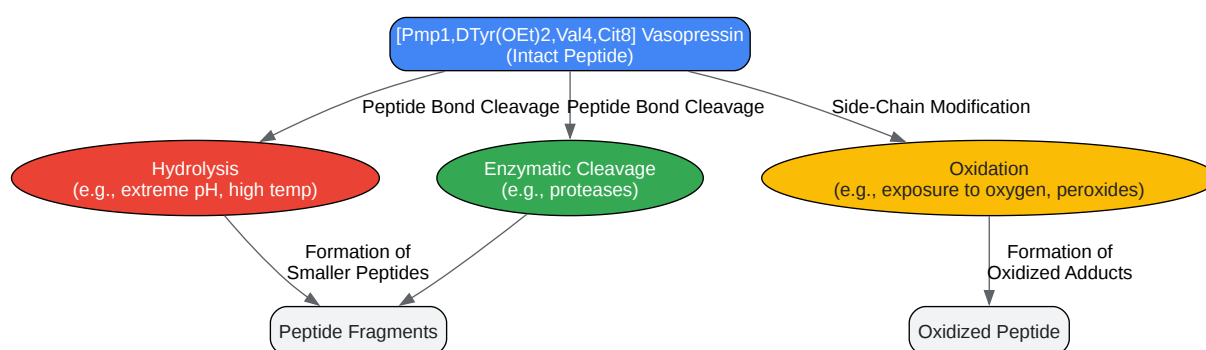 [Pmp1,DTyr(OEt)2,Val4,Cit8] Vasopressin
(Intact Peptide)
Peptide Bond Cleavage
Peptide Bond Cleavage
Side-Chain Modification
Hydrolysis
(e.g., extreme pH, high temp)
Enzymatic Cleavage
(e.g., proteases)
Oxidation
(e.g., exposure to oxygen, peroxides)
Formation of
Smaller Peptides
Formation of
Oxidized Adducts
Peptide Fragments
Oxidized Peptide